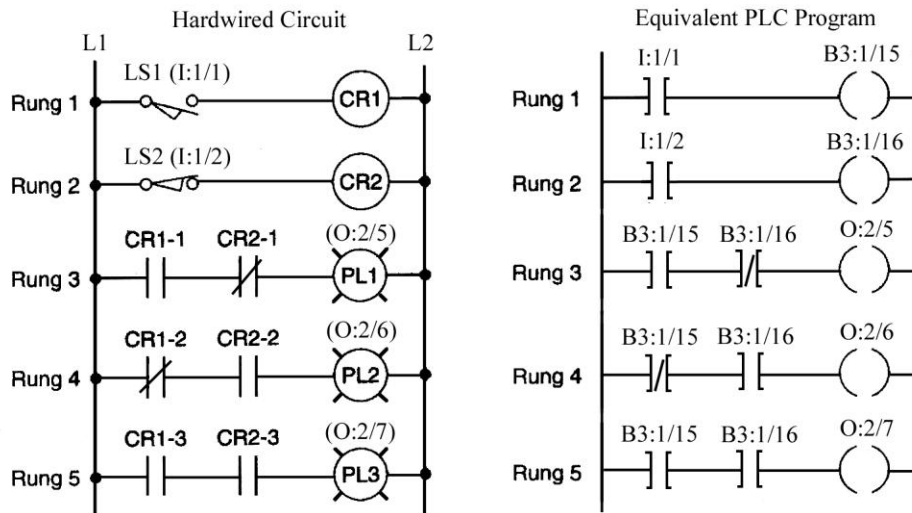 Hardwired Circuit
L1
L2
LS1 (I:1/1)
Rung 1
CR1
LS2 (I:1/2)
Rung 2
CR2
CR1-1 CR2-1 (O:2/5)
Rung 3
PL1
CR1-2 CR2-2 (O:2/6)
Rung 4
PL2
CR1-3 CR2-3 (O:2/7)
Rung 5
PL3
Equivalent PLC Program
I:1/1 B3:1/15
Rung 1
I:1/2 B3:1/16
Rung 2
B3:1/15 B3:1/16 O:2/5
Rung 3
B3:1/15 B3:1/16 O:2/6
Rung 4
B3:1/15 B3:1/16 O:2/7
Rung 5